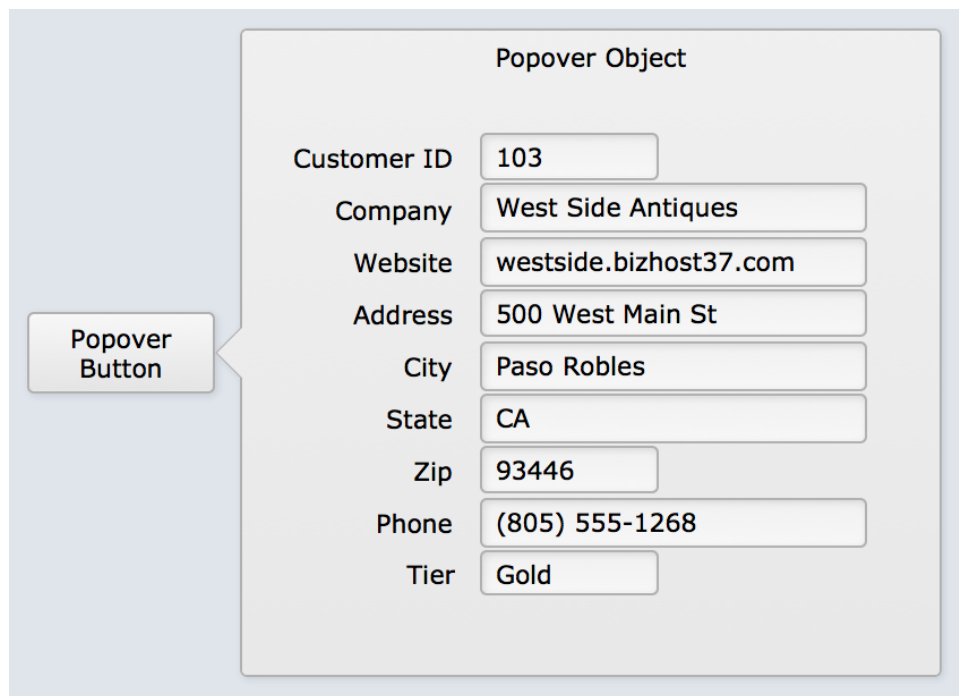 Popover Object
Customer ID 103
Company West Side Antiques
Website westside.bizhost37.com
Address 500 West Main St
Popover
Button
City Paso Robles
State CA
Zip 93446
Phone (805) 555-1268
Tier Gold